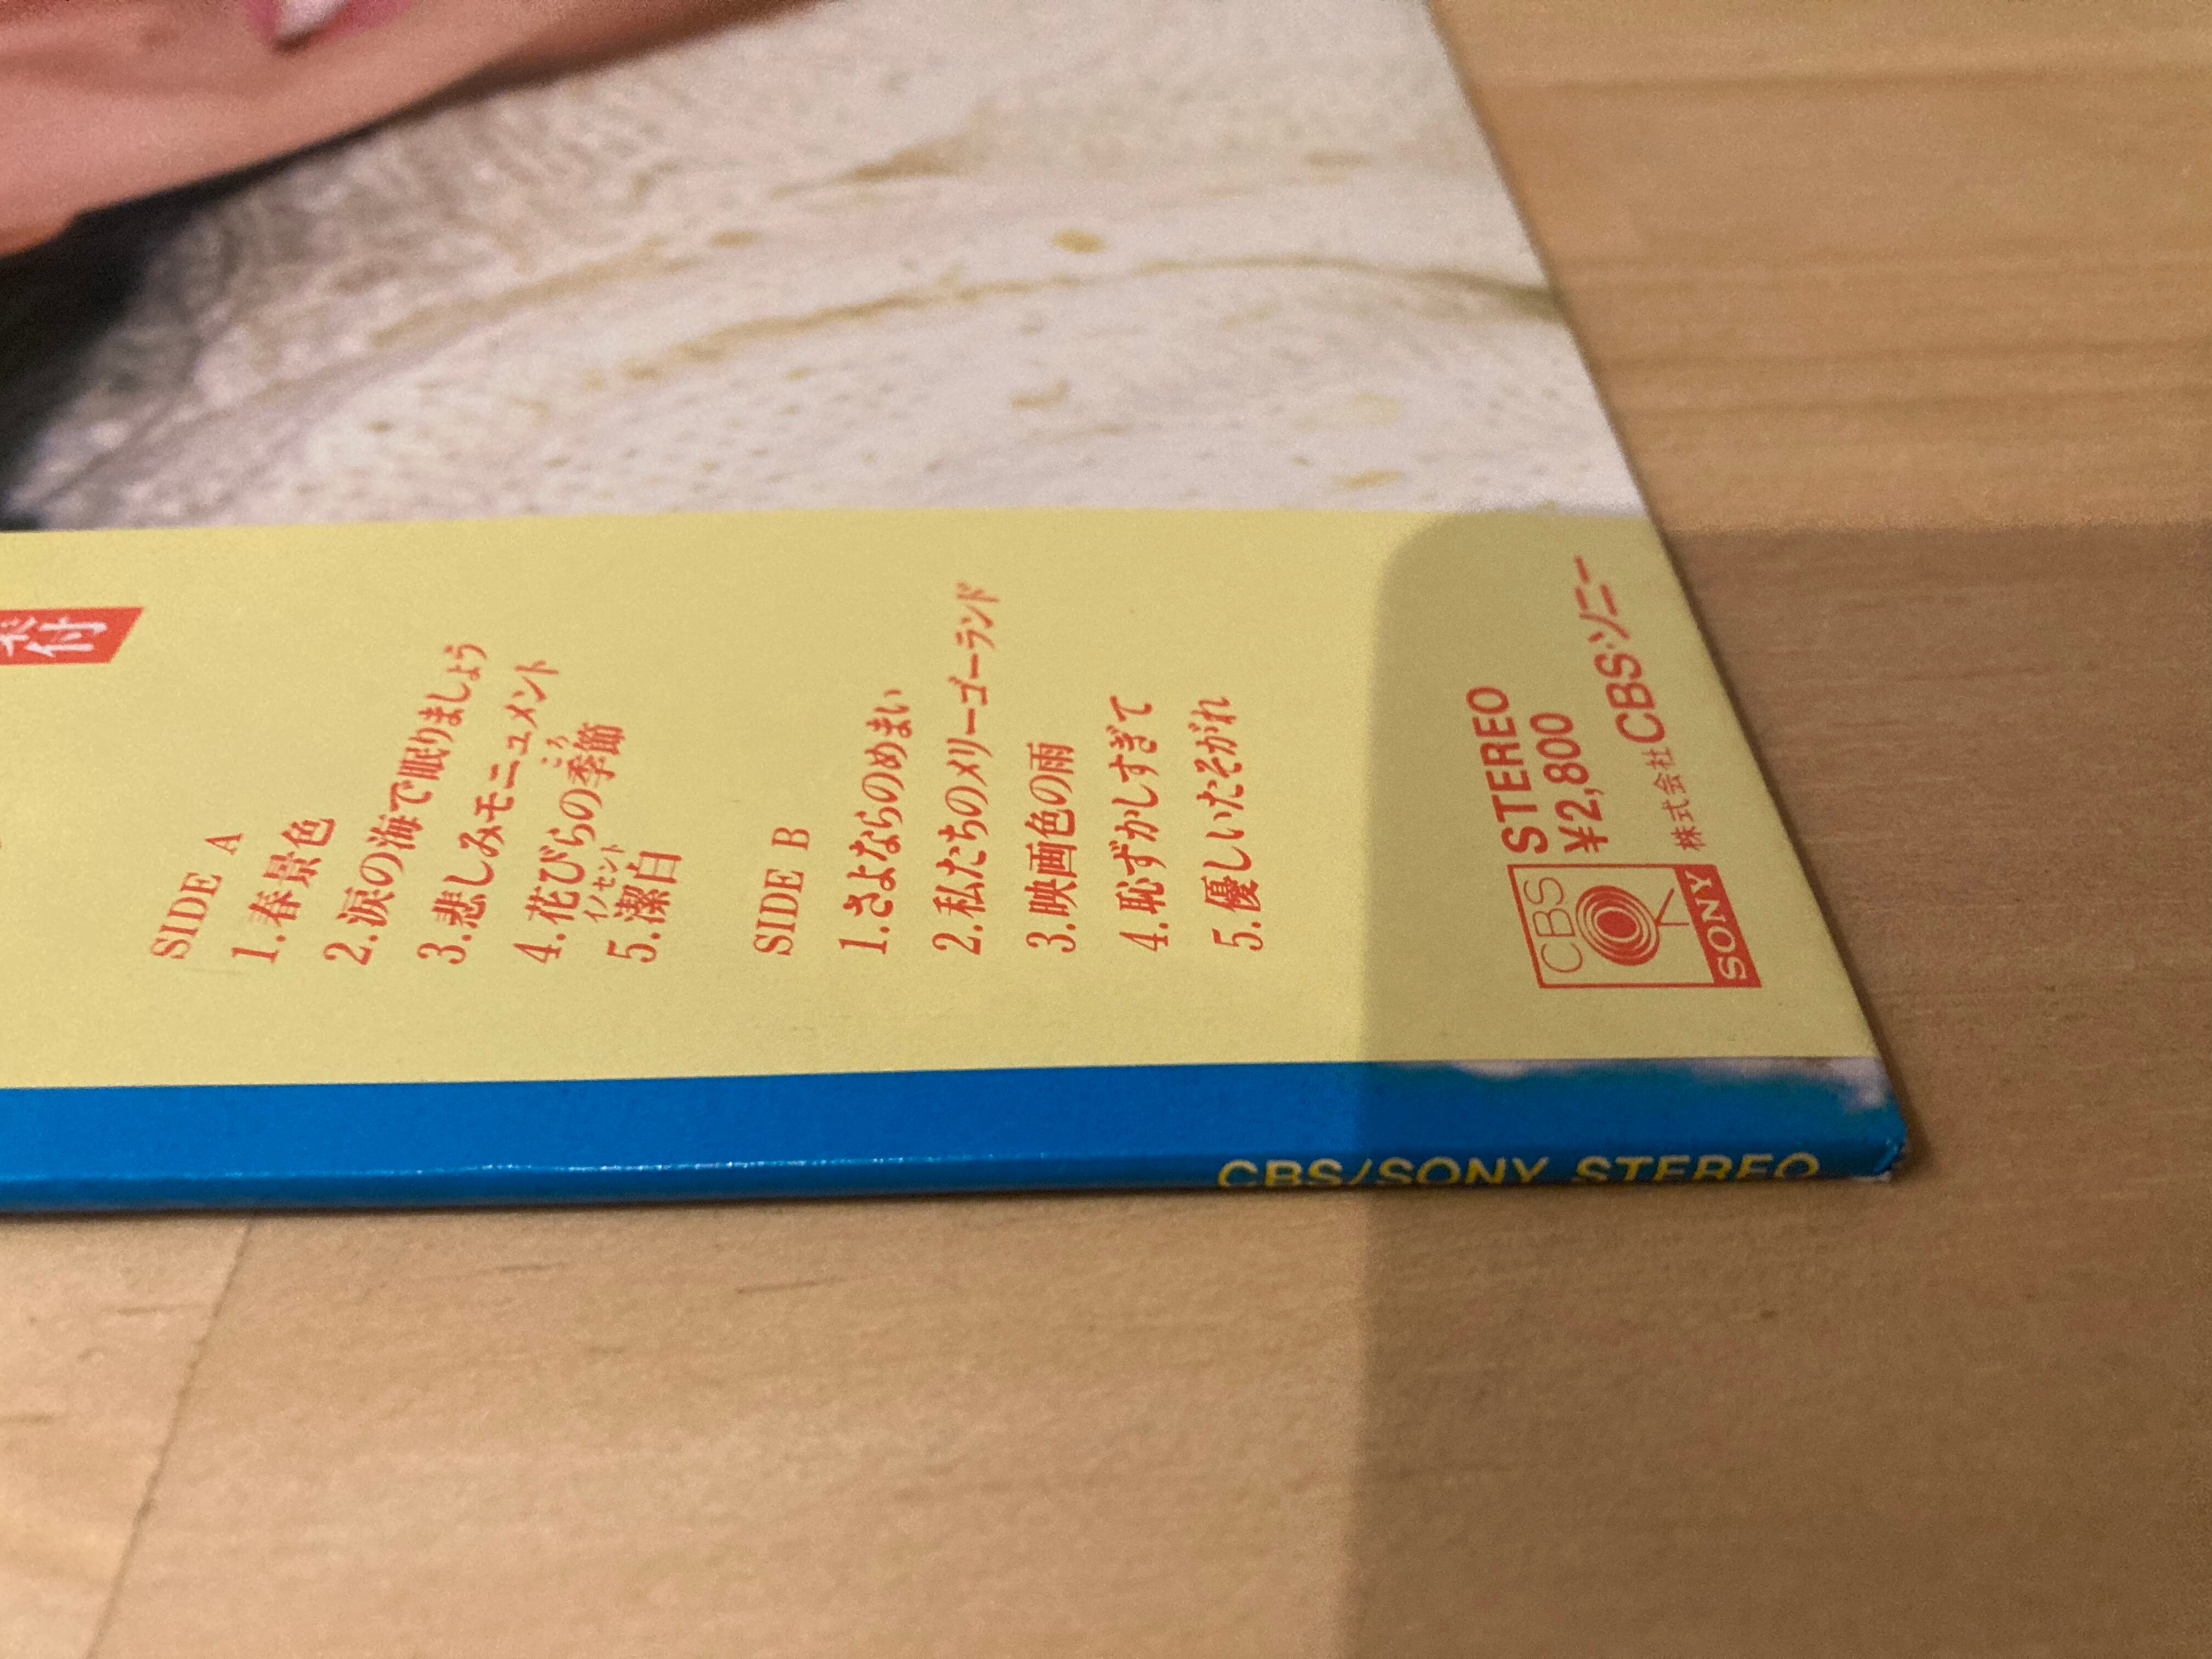 付
SIDE A
1.春景色
2.涙の海で眠りましょう
3.悲しみモニュメント
ころ
4.花びらの季節
イノセント
5.潔白
SIDE B
1.さよならのめまい
2.私たちのメリーゴーランド
3.映画色の雨
4.恥ずかしすぎて
5.優しいたそがれ
CBS
SONY
STEREO
¥2,800
株式会社CBS・ソニー
CBS/SONY STEREO